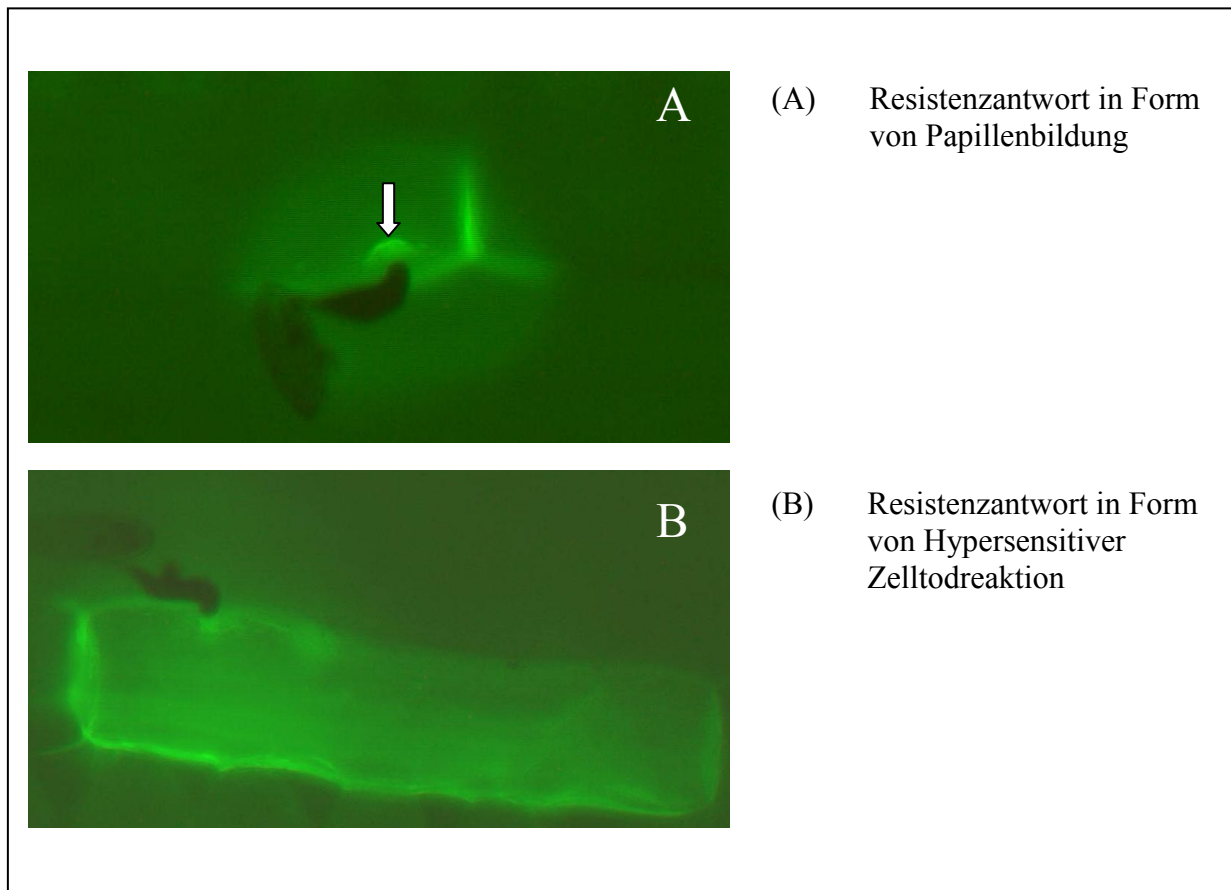 A
(A) Resistenzantwort in Form
von Papillenbildung
B
(B) Resistenzantwort in Form
von Hypersensitiver
Zelltodreaktion